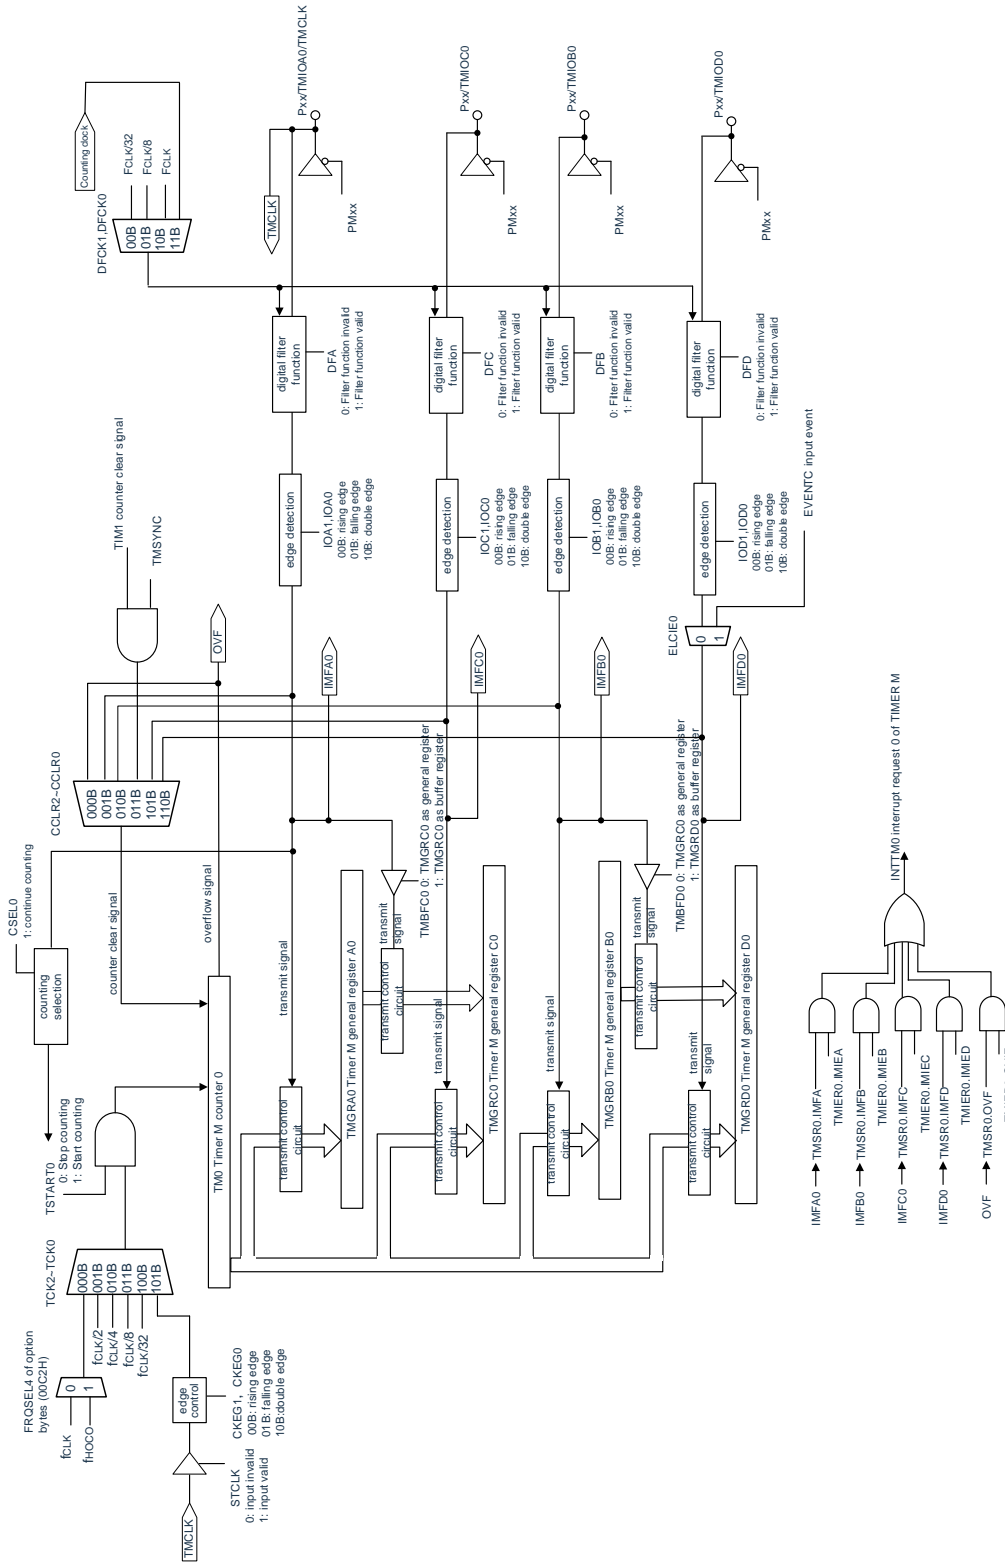 FRQSEL4 of option
bytes (00C2H)
fCLK
fHOCO
0
1
TCK2~TCK0
000B
001B
010B
011B
100B
101B
fCLK/2
fCLK/4
fCLK/8
fCLK/32
TMCLK
STCLK
0: input invalid
1: input valid
edge
control
CKEG1, CKEG0
00B: rising edge
01B: falling edge
10B:double edge
TSTART0
0: Stop counting
1: Start counting
counting
selection
CSEL0
1: continue counting
counter clear signal
CCLR2~CCLR0
000B
001B
010B
011B
101B
110B
TIM1 counter clear signal
TMSYNC
TM0 Timer M counter 0
overflow signal
OVF
DFCK1,DFCK0
00B
01B
10B
11B
FCLK/32
FCLK/8
FCLK
Counting clock
transmit signal
transmit control
circuit
TMGRA0 Timer M general register A0
IMFA0
edge detection
IOA1,IOA0
00B: rising edge
01B: falling edge
10B: double edge
digital filter
function
DFA
0: Filter function invalid
1: Filter function valid
TMCLK
PMxx
Pxx/TMIOA0/TMCLK
transmit control
circuit
transmit
signal
TMBFC0 0: TMGRC0 as general register
1: TMGRC0 as buffer register
transmit signal
transmit control
circuit
TMGRC0 Timer M general register C0
IMFC0
edge detection
IOC1,IOC0
00B: rising edge
01B: falling edge
10B: double edge
digital filter
function
DFC
0: Filter function invalid
1: Filter function valid
PMxx
Pxx/TMIOC0
transmit signal
transmit control
circuit
TMGRB0 Timer M general register B0
IMFB0
edge detection
IOB1,IOB0
00B: rising edge
01B: falling edge
10B: double edge
digital filter
function
DFB
0: Filter function invalid
1: Filter function valid
PMxx
Pxx/TMIOB0
transmit control
circuit
transmit
signal
TMBFD0 0: TMGRC0 as general register
1: TMGRD0 as buffer register
transmit
signal
transmit control
circuit
TMGRD0 Timer M general register D0
IMFD0
ELCIE0
0
1
edge detection
IOD1,IOD0
00B: rising edge
01B: falling edge
10B: double edge
EVENTC input event
digital filter
function
DFD
0: Filter function invalid
1: Filter function valid
PMxx
Pxx/TMIOD0
IMFA0
TMSR0.IMFA
TMIER0.IMIEA
IMFB0
TMSR0.IMFB
TMIER0.IMIEB
IMFC0
TMSR0.IMFC
TMIER0.IMIEC
IMFD0
TMSR0.IMFD
TMIER0.IMIED
OVF
TMSR0.OVF
INTTM0 interrupt request 0 of TIMER M